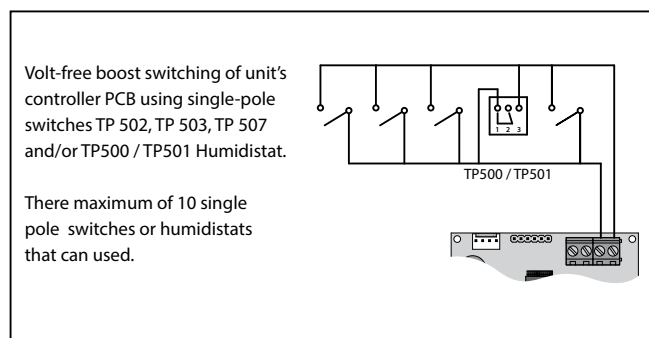 Volt-free boost switching of unit's
controller PCB using single-pole
switches TP 502, TP 503, TP 507
and/or TP500 / TP501 Humidistat.
There maximum of 10 single
pole switches or humidistats
that can used.
1 2 3
TP500 / TP501